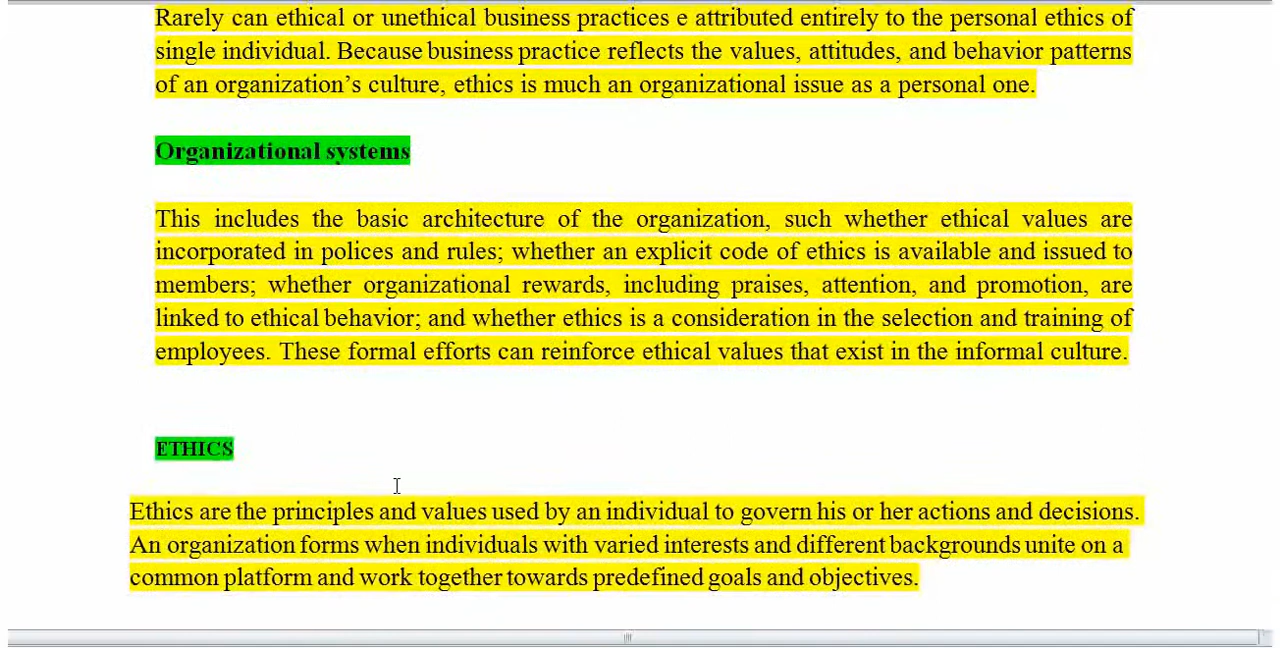 Rarely can ethical or unethical business practices e attributed entirely to the personal ethics of
single individual. Because business practice reflects the values, attitudes, and behavior patterns
of an organization’s culture, ethics is much an organizational issue as a personal one.
Organizational systems
This includes the basic architecture of the organization, such whether ethical values are
incorporated in polices and rules; whether an explicit code of ethics is available and issued to
members; whether organizational rewards, including praises, attention, and promotion, are
linked to ethical behavior; and whether ethics is a consideration in the selection and training of
employees. These formal efforts can reinforce ethical values that exist in the informal culture.
ETHICS
Ethics are the principles and values used by an individual to govern his or her actions and decisions.
An organization forms when individuals with varied interests and different backgrounds unite on a
common platform and work together towards predefined goals and objectives.